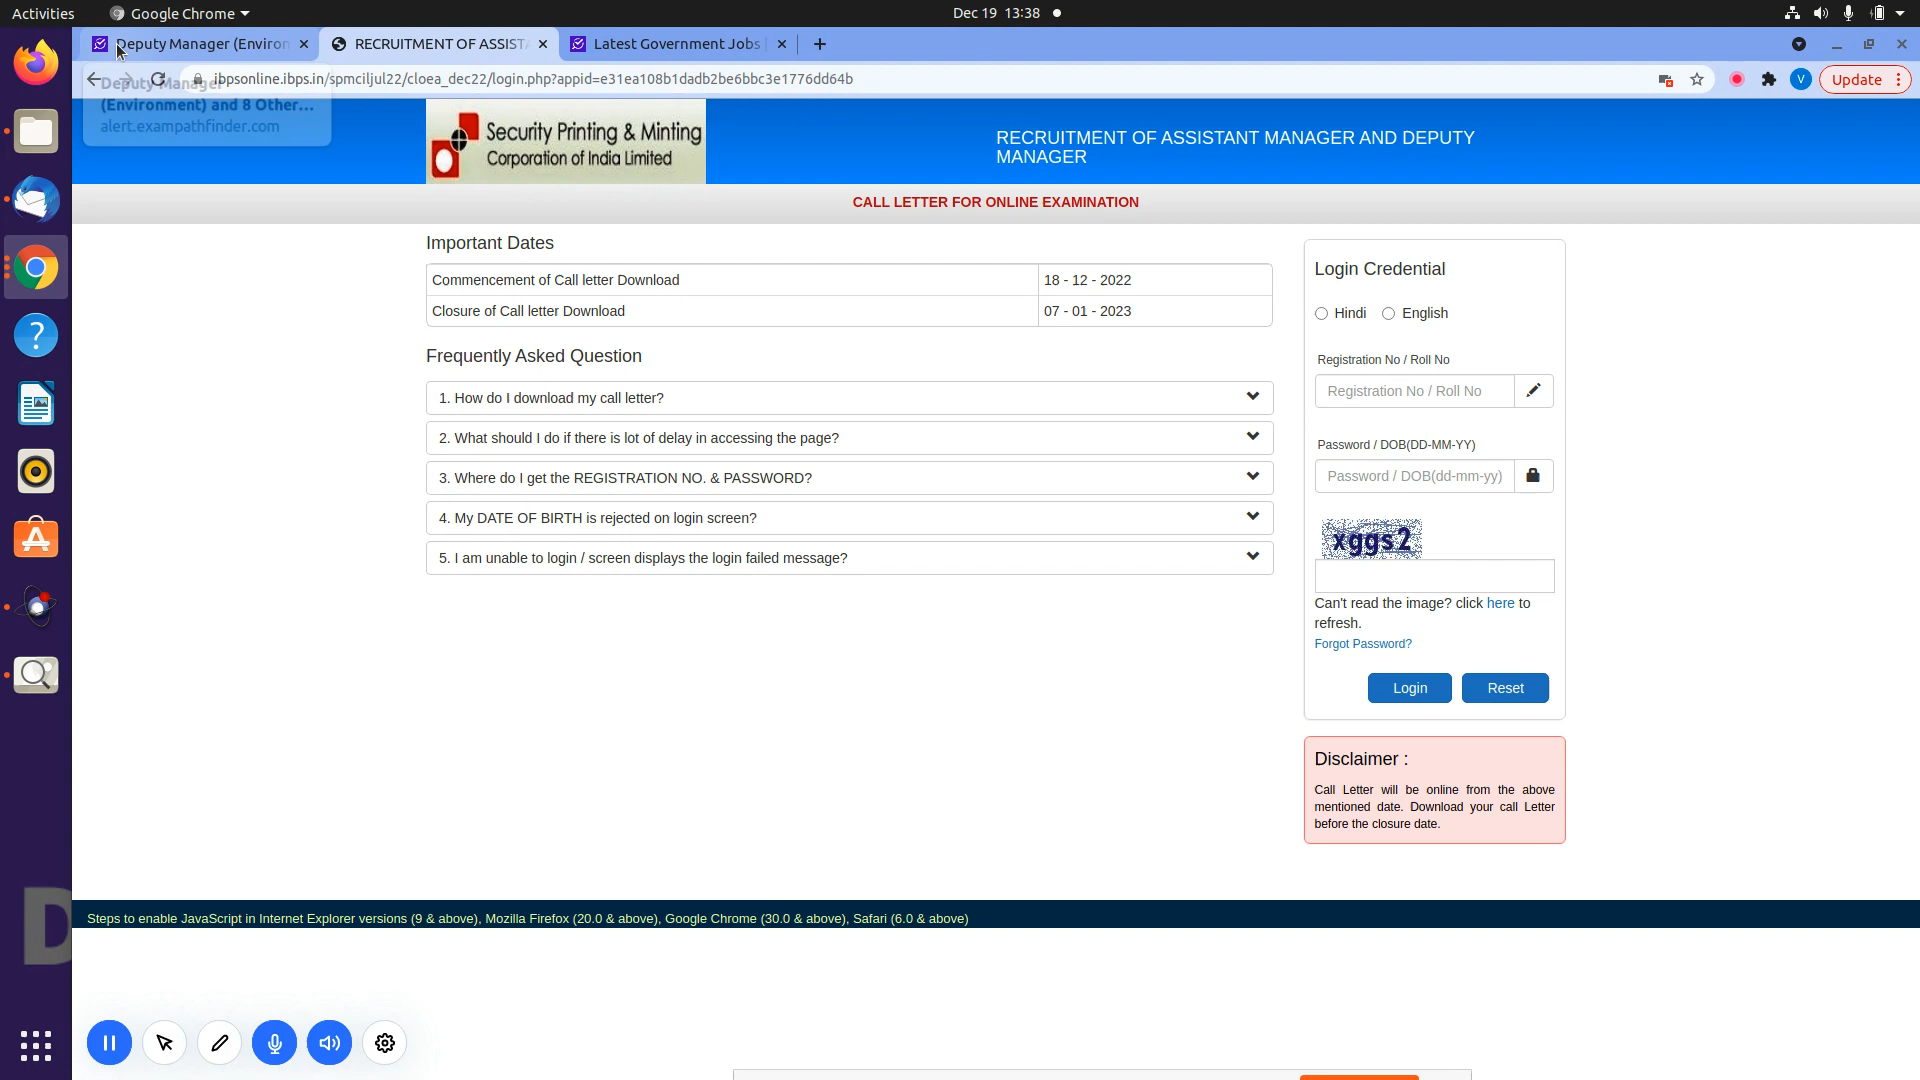 Activities
Google Chrome
Dec 19 13:38
Deputy Manager (Environ
RECRUITMENT OF ASSISTA
Latest Government Jobs
ibpsonline.ibps.in/spmciljul22/cloea_dec22/login.php?appid=e31ea108b1dadb2be6bbc3e1776dd64b
V
Update
Deputy Manager
(Environment) and 8 Other...
alert.exampathfinder.com
Security Printing & Minting
Corporation of India Limited
RECRUITMENT OF ASSISTANT MANAGER AND DEPUTY
MANAGER
CALL LETTER FOR ONLINE EXAMINATION
Important Dates
Commencement of Call letter Download 18 - 12 - 2022
Closure of Call letter Download 07 - 01 - 2023
Frequently Asked Question
1. How do I download my call letter?
2. What should I do if there is lot of delay in accessing the page?
3. Where do I get the REGISTRATION NO. & PASSWORD?
4. My DATE OF BIRTH is rejected on login screen?
5. I am unable to login / screen displays the login failed message?
Login Credential
Hindi English
Registration No / Roll No
Registration No / Roll No
Password / DOB(DD-MM-YY)
Password / DOB(dd-mm-yy)
xggs2
Can't read the image? click here to
refresh.
Forgot Password?
Login Reset
Disclaimer :
Call Letter will be online from the above
mentioned date. Download your call Letter
before the closure date.
Steps to enable JavaScript in Internet Explorer versions (9 & above), Mozilla Firefox (20.0 & above), Google Chrome (30.0 & above), Safari (6.0 & above)
D